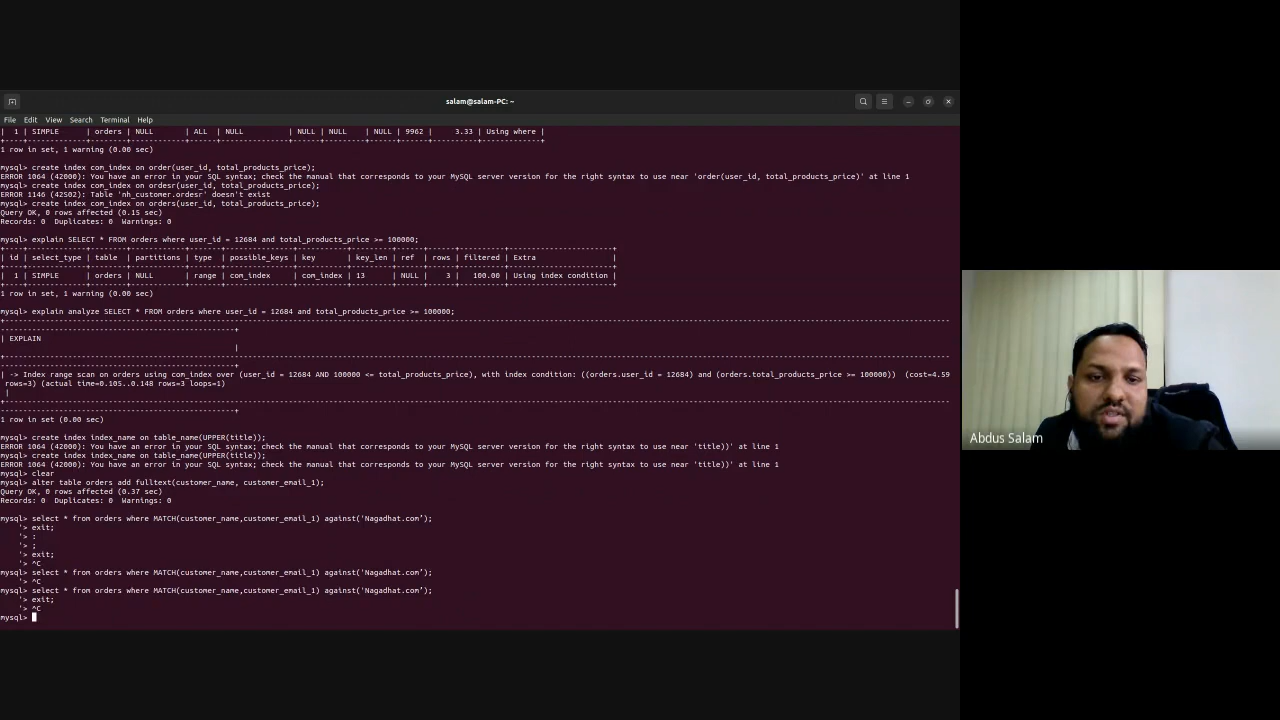 salam@salam-PC: ~
File Edit View Search Terminal Help
| 1 | SIMPLE | orders | NULL | ALL | NULL | NULL | NULL | NULL | 9962 | 3.33 | Using where |
+----+-------------+--------+------------+------+---------------+------+---------+------+------+----------+-------------+
1 row in set, 1 warning (0.00 sec)
mysql> create index com_index on order(user_id, total_products_price);
ERROR 1064 (42000): You have an error in your SQL syntax; check the manual that corresponds to your MySQL server version for the right syntax to use near 'order(user_id, total_products_price)' at line 1
mysql> create index com_index on ordesr(user_id, total_products_price);
ERROR 1146 (42S02): Table 'nh_customer.ordesr' doesn't exist
mysql> create index com_index on orders(user_id, total_products_price);
Query OK, 0 rows affected (0.15 sec)
Records: 0  Duplicates: 0  Warnings: 0
mysql> explain SELECT * FROM orders where user_id = 12684 and total_products_price >= 100000;
+----+-------------+--------+------------+-------+---------------+-----------+---------+------+------+----------+-----------------------+
| id | select_type | table | partitions | type | possible_keys | key | key_len | ref | rows | filtered | Extra |
+----+-------------+--------+------------+-------+---------------+-----------+---------+------+------+----------+-----------------------+
| 1 | SIMPLE | orders | NULL | range | com_index | com_index | 13 | NULL | 3 | 100.00 | Using index condition |
+----+-------------+--------+------------+-------+---------------+-----------+---------+------+------+----------+-----------------------+
1 row in set, 1 warning (0.00 sec)
mysql> explain analyze SELECT * FROM orders where user_id = 12684 and total_products_price >= 100000;
| EXPLAIN
|
| -> Index range scan on orders using com_index over (user_id = 12684 AND 100000 <= total_products_price), with index condition: ((orders.user_id = 12684) and (orders.total_products_price >= 100000))  (cost=4.59
rows=3) (actual time=0.105..0.148 rows=3 loops=1)
|
1 row in set (0.00 sec)
mysql> create index index_name on table_name(UPPER(title));
ERROR 1064 (42000): You have an error in your SQL syntax; check the manual that corresponds to your MySQL server version for the right syntax to use near 'title))' at line 1
mysql> create index index_name on table_name(UPPER(title));
ERROR 1064 (42000): You have an error in your SQL syntax; check the manual that corresponds to your MySQL server version for the right syntax to use near 'title))' at line 1
mysql> clear
mysql> alter table orders add fulltext(customer_name, customer_email_1);
Query OK, 0 rows affected (0.37 sec)
Records: 0  Duplicates: 0  Warnings: 0
mysql> select * from orders where MATCH(customer_name,customer_email_1) against('Nagadhat.com’);
'> exit;
'> :
'> ;
'> exit;
'> ^C
mysql> select * from orders where MATCH(customer_name,customer_email_1) against('Nagadhat.com’);
'> ^C
mysql> select * from orders where MATCH(customer_name,customer_email_1) against('Nagadhat.com’);
'> exit;
'> ^C
mysql>
Abdus Salam